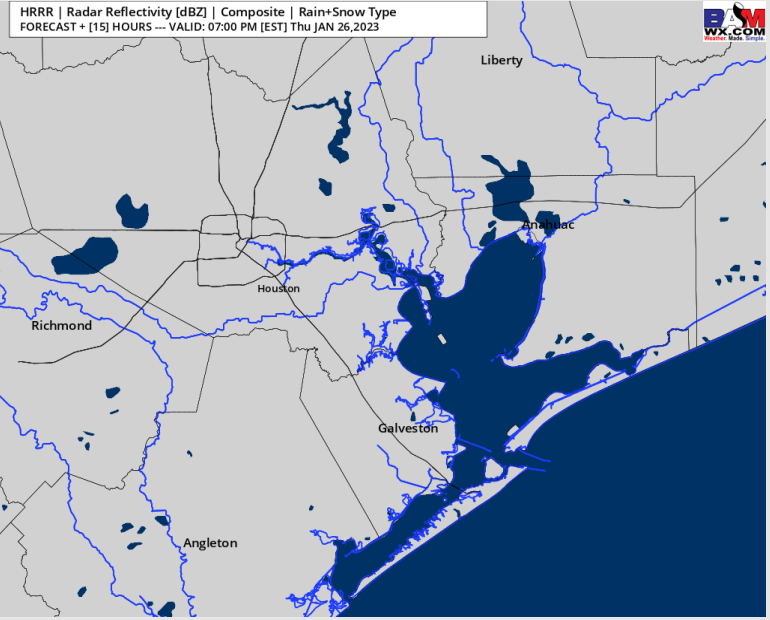 HRRR | Radar Reflectivity [dBZ] | Composite | Rain+Snow Type
FORECAST + [15] HOURS --- VALID: 07:00 PM [EST] Thu JAN 26,2023
BAM
WX.COM
Weather. Made. Simple.
Liberty
Anahuac
Houston
Richmond
Galveston
Angleton